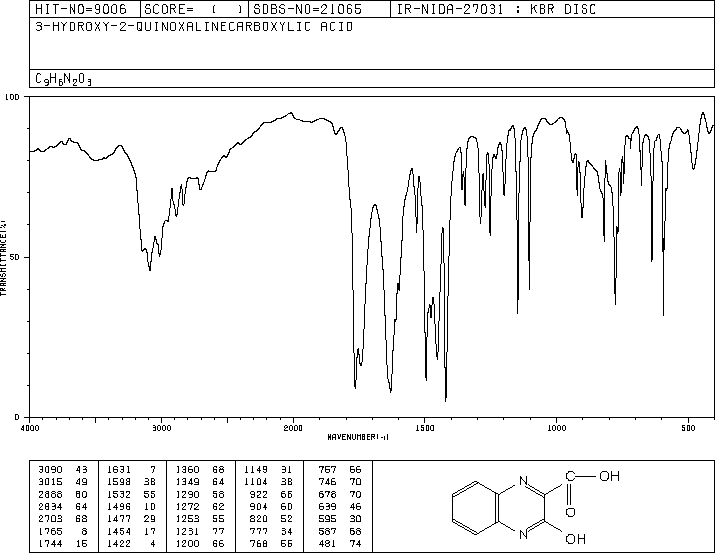 HIT-NO=9006 SCORE= ( ) SDBS-NO=21065 IR-NIDA-27031 : KBR DISC
3-HYDROXY-2-QUINOXALINECARBOXYLIC ACID
C9H6N2O3
100
50
0
TRANSMITTANCE(%)
4000 3000 2000 1500 1000 500
WAVENUMBER(-1)
3090 43 1631 7 1360 68 1149 31 757 56
3015 49 1598 38 1349 64 1104 38 746 70
2888 60 1532 55 1290 58 922 66 678 70
2834 64 1496 10 1272 62 904 60 639 46
2703 68 1477 29 1253 55 820 52 595 30
1765 8 1454 17 1231 77 777 34 587 58
1744 15 1422 4 1200 66 768 55 481 74
N
C
OH
O
N
OH